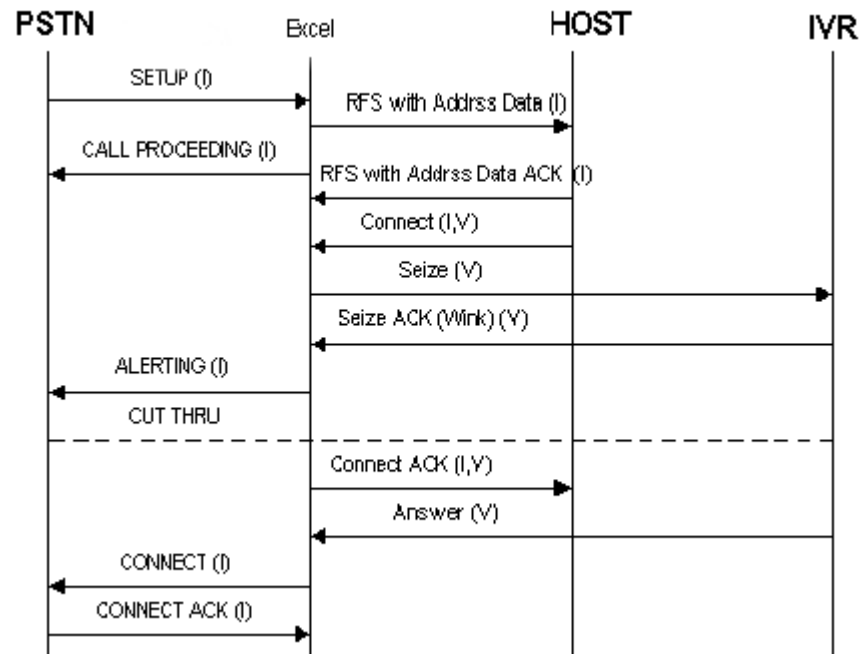 PSTN Excel HOST IVR
SETUP (I)
RFS with Addrss Data (I)
CALL PROCEEDING (I)
RFS with Addrss Data ACK (I)
Connect (I,V)
Seize (V)
Seize ACK (Wink) (V)
ALERTING (I)
CUT THRU
Connect ACK (I,V)
Answer (V)
CONNECT (I)
CONNECT ACK (I)